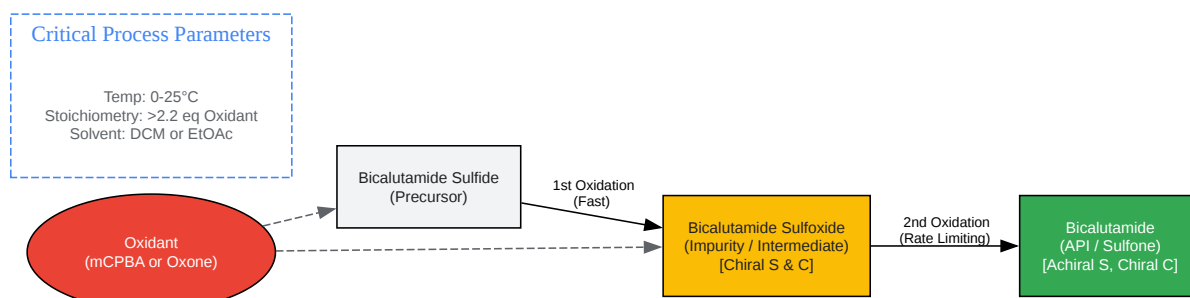 Critical Process Parameters
Temp: 0-25°C
Stoichiometry: >2.2 eq Oxidant
Solvent: DCM or EtOAc
Oxidant
(mCPBA or Oxone)
Bicalutamide Sulfide
(Precursor)
1st Oxidation
(Fast)
Bicalutamide Sulfoxide
(Impurity / Intermediate)
[Chiral S & C]
2nd Oxidation
(Rate Limiting)
Bicalutamide
(API / Sulfone)
[Achiral S, Chiral C]